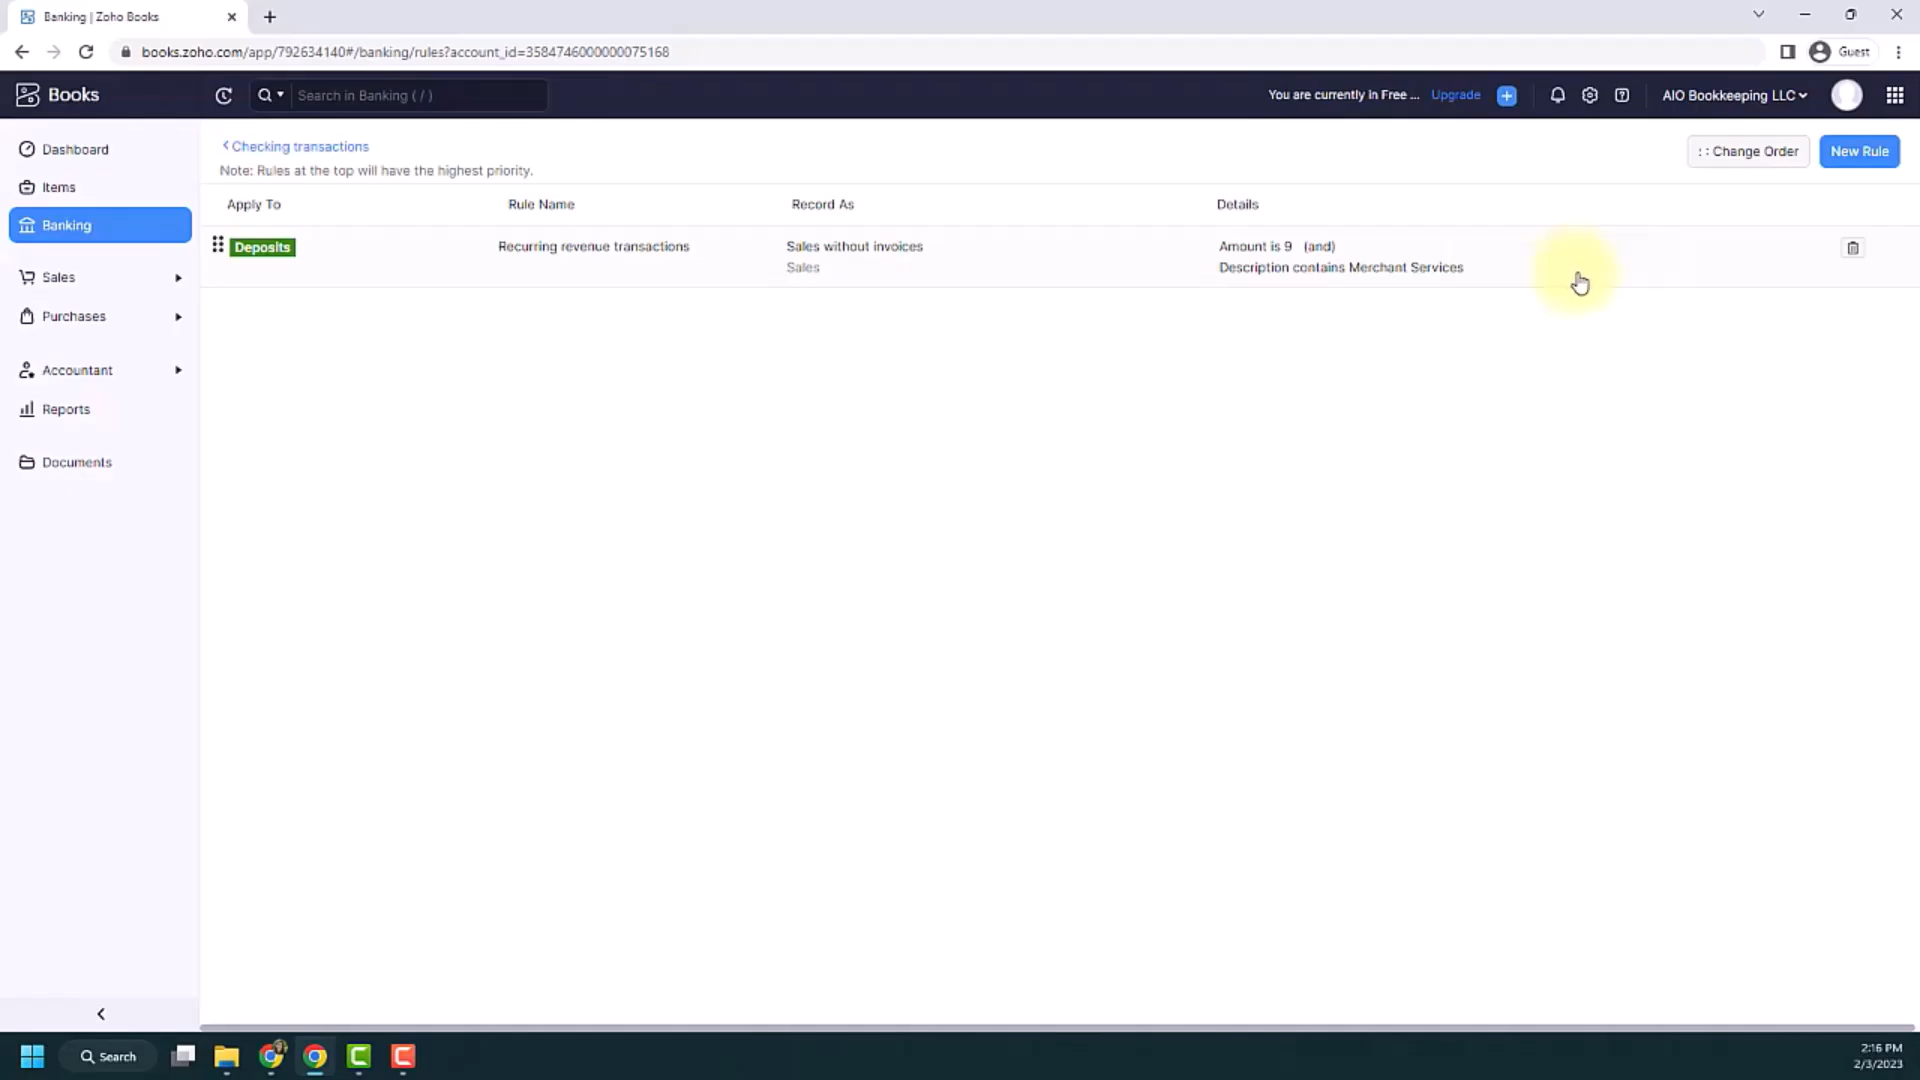 Banking | Zoho Books
books.zoho.com/app/792634140#/banking/rules?account_id=3584746000000075168
Guest
Books
Search in Banking ( / )
You are currently in Free ...
Upgrade
AIO Bookkeeping LLC
Dashboard
Items
Banking
Sales
Purchases
Accountant
Reports
Documents
Checking transactions
Note: Rules at the top will have the highest priority.
Change Order
New Rule
Apply To
Rule Name
Record As
Details
Deposits
Recurring revenue transactions
Sales without invoices
Sales
Amount is 9 (and)
Description contains Merchant Services
Search
2:16 PM
2/3/2023